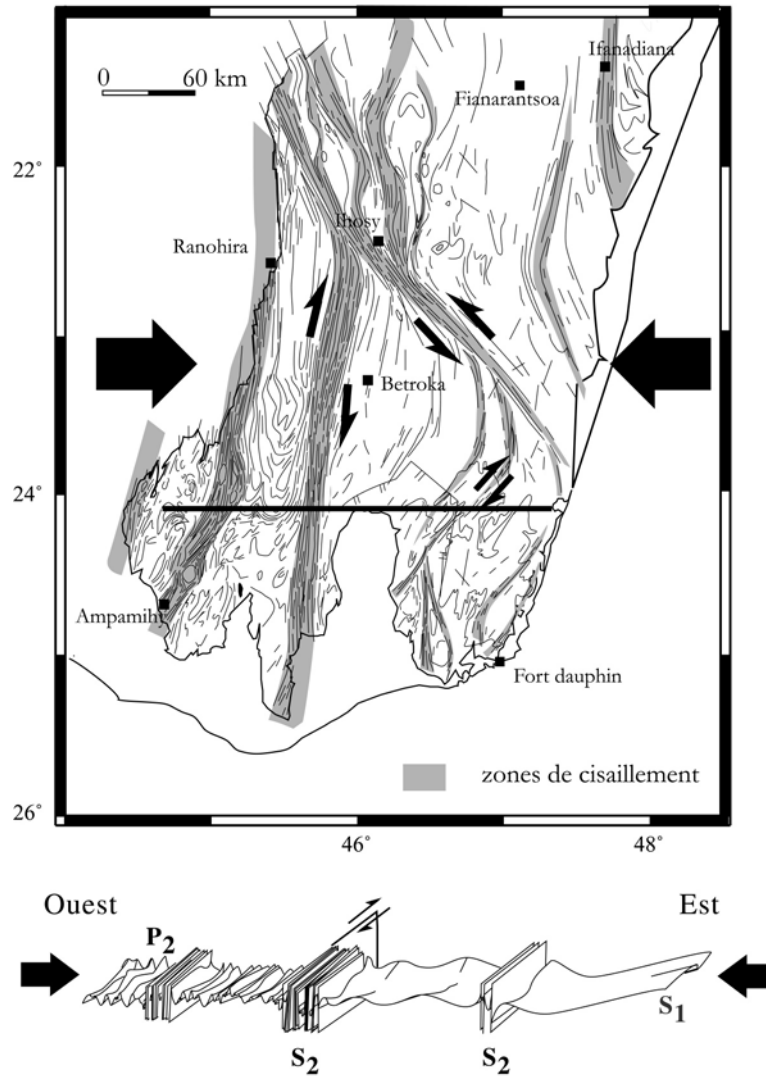 Ifanadiana
0 60 km
Fianarantsoa
22°
Ihosy
Ranohira
Betroka
24°
Ampamihy
Fort dauphin
zones de cisaillement
26°
46° 48°
Ouest Est
P2
S1
S2 S2